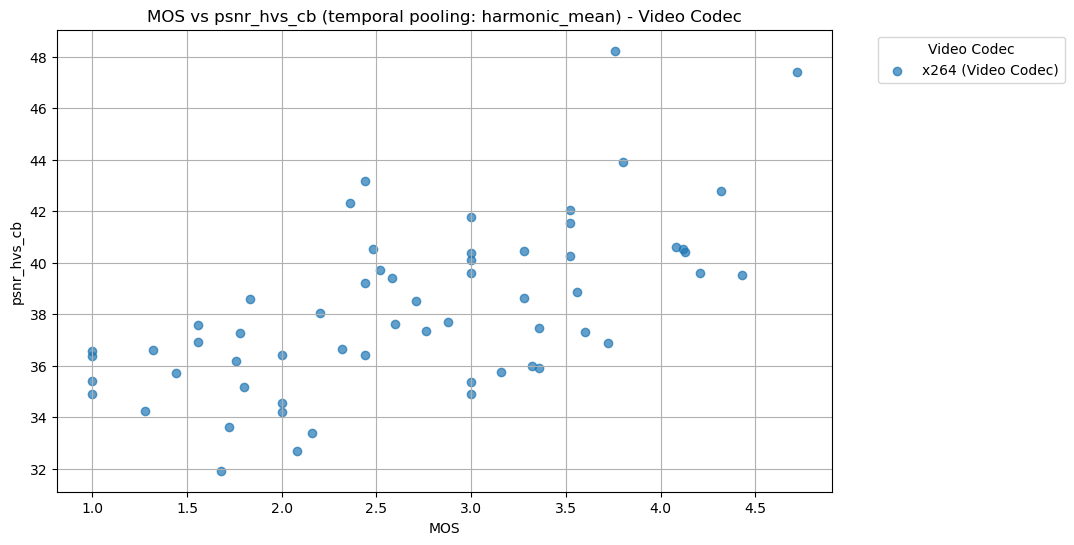 MOS vs psnr_hvs_cb (temporal pooling: harmonic_mean) - Video Codec
Video Codec
x264 (Video Codec)
psnr_hvs_cb
48
46
44
42
40
38
36
34
32
1.0 1.5 2.0 2.5 3.0 3.5 4.0 4.5
MOS